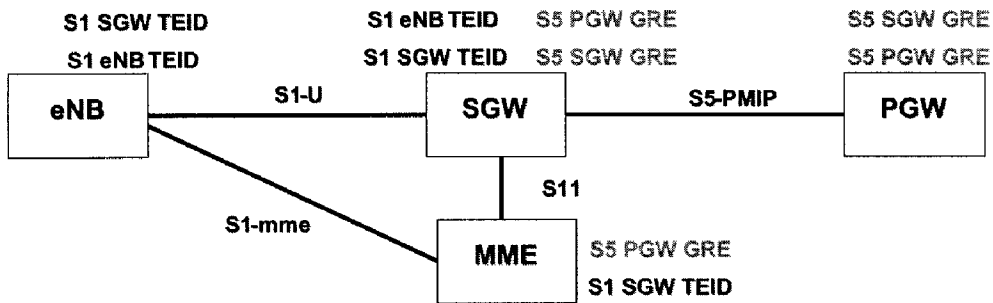 S1 SGW TEID
S1 eNB TEID
S1 eNB TEID S5 PGW GRE
S1 SGW TEID S5 SGW GRE
S5 SGW GRE
S5 PGW GRE
eNB
S1-U
SGW
S5-PMIP
PGW
S11
S1-mme
MME
S5 PGW GRE
S1 SGW TEID